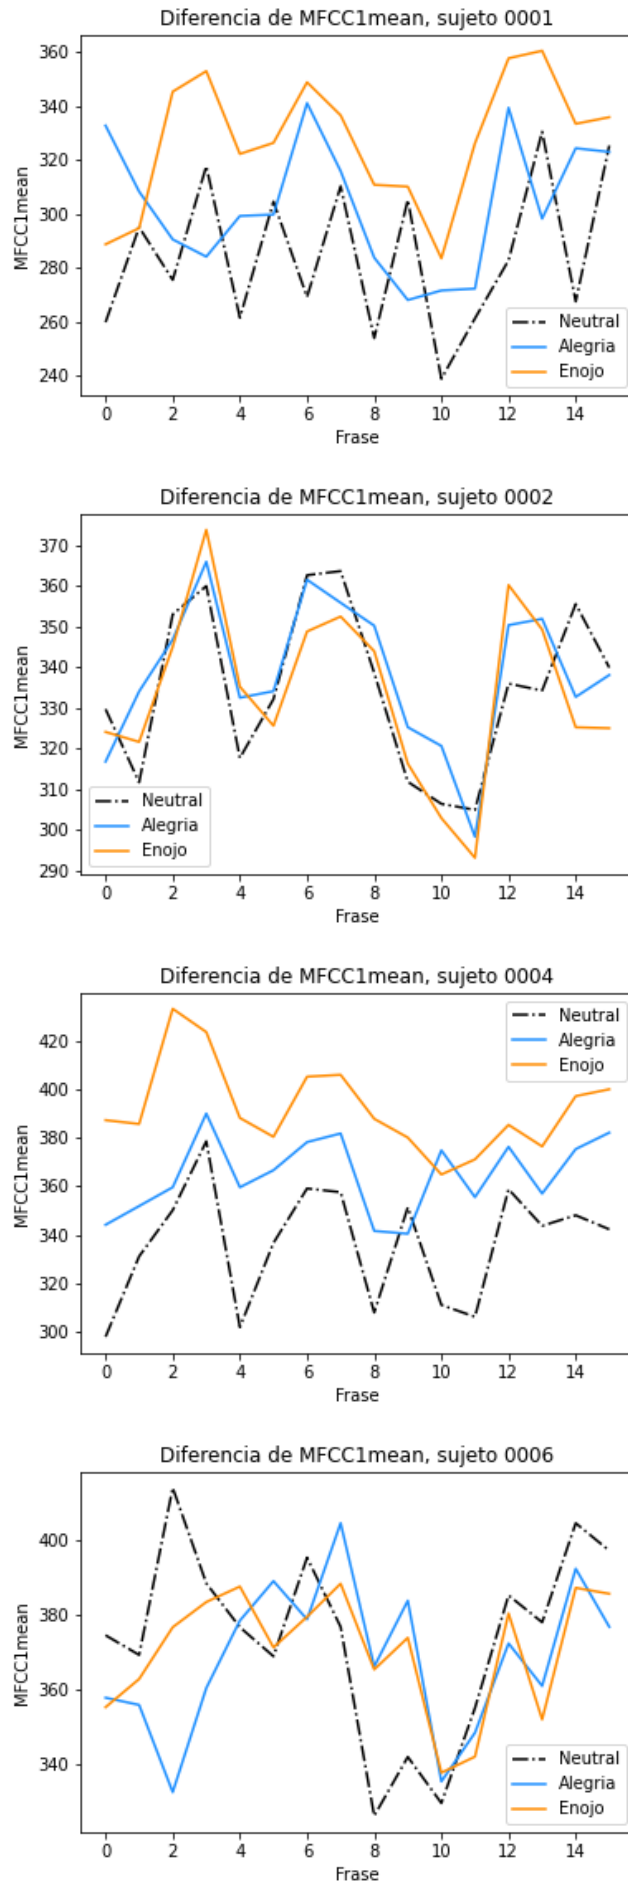 Diferencia de MFCC1mean, sujeto 0001
360
340
320
300
280
260
240
MFCC1mean
Neutral
Alegria
Enojo
0 2 4 6 8 10 12 14
Frase
Diferencia de MFCC1mean, sujeto 0002
370
360
350
340
330
320
310
300
290
MFCC1mean
Neutral
Alegria
Enojo
0 2 4 6 8 10 12 14
Frase
Diferencia de MFCC1mean, sujeto 0004
Neutral
Alegria
Enojo
420
400
380
360
340
320
300
MFCC1mean
0 2 4 6 8 10 12 14
Frase
Diferencia de MFCC1mean, sujeto 0006
400
380
360
340
MFCC1mean
Neutral
Alegria
Enojo
0 2 4 6 8 10 12 14
Frase